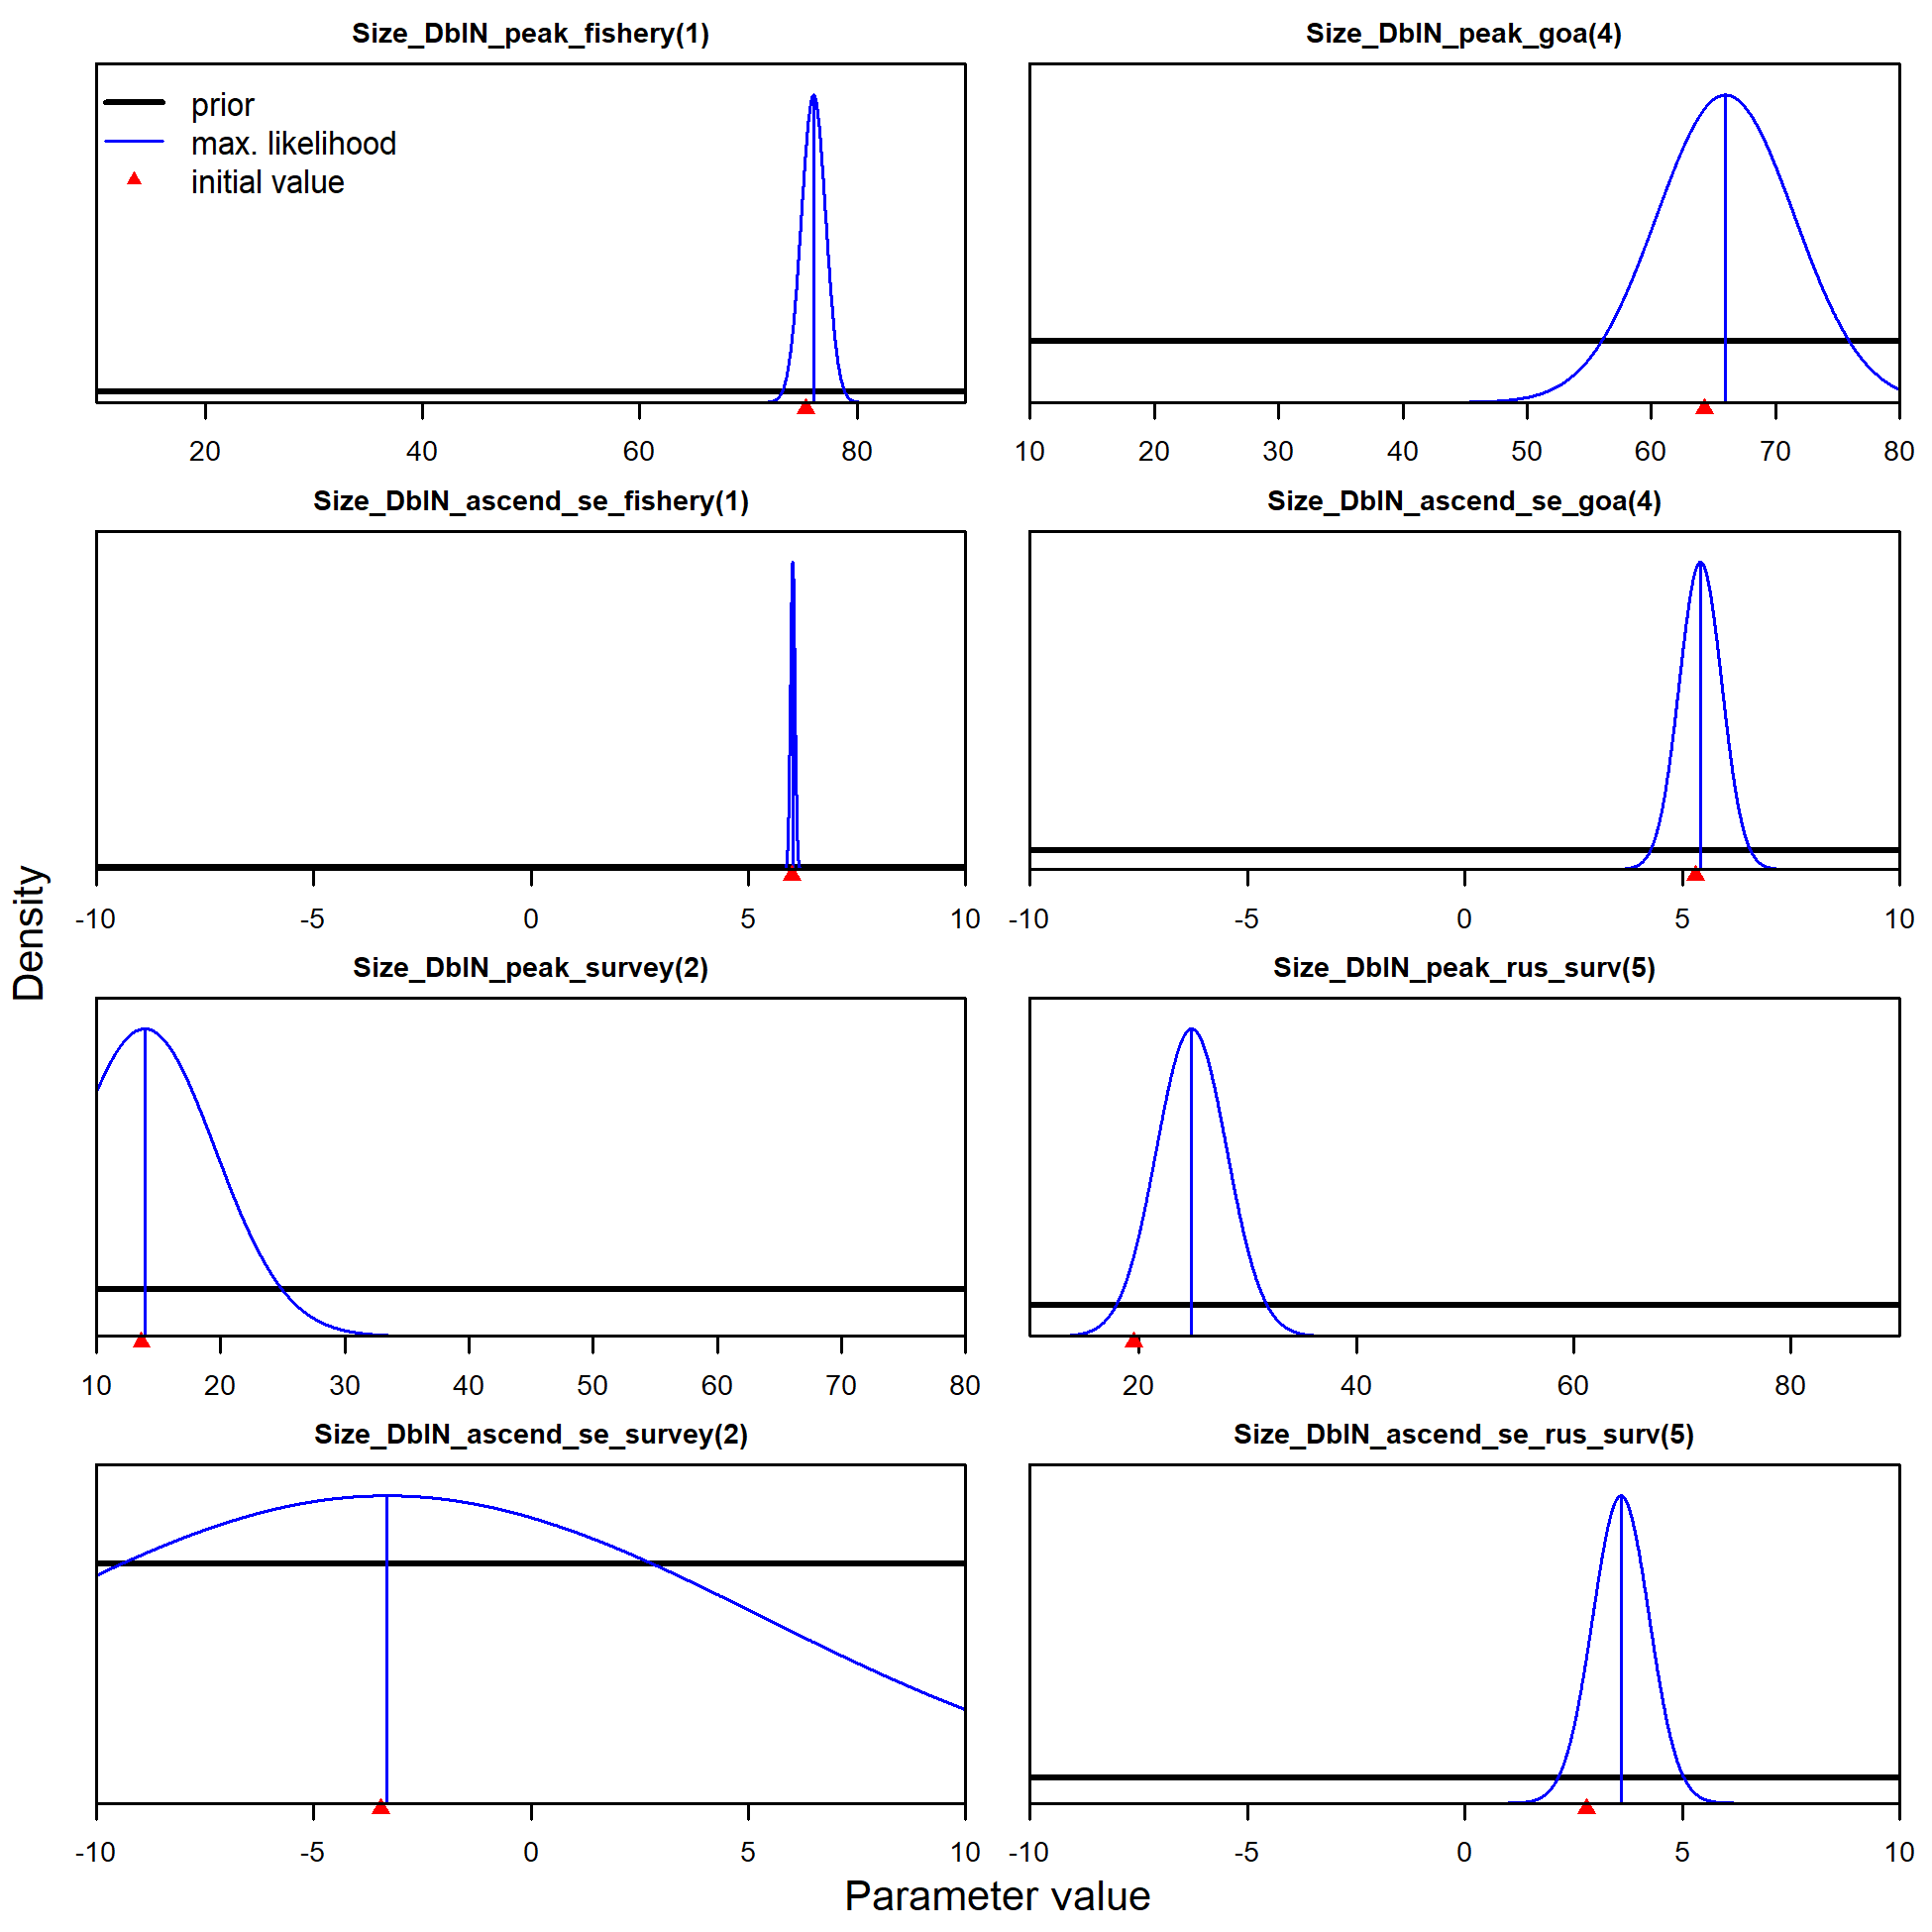 Size_DblN_peak_fishery(1)
prior
max. likelihood
initial value
20 40 60 80
Size_DblN_peak_goa(4)
10 20 30 40 50 60 70 80
Size_DblN_ascend_se_fishery(1)
-10 -5 0 5 10
Size_DblN_ascend_se_goa(4)
-10 -5 0 5 10
Density
Size_DblN_peak_survey(2)
10 20 30 40 50 60 70 80
Size_DblN_peak_rus_surv(5)
20 40 60 80
Size_DblN_ascend_se_survey(2)
-10 -5 0 5 10
Size_DblN_ascend_se_rus_surv(5)
-10 -5 0 5 10
Parameter value